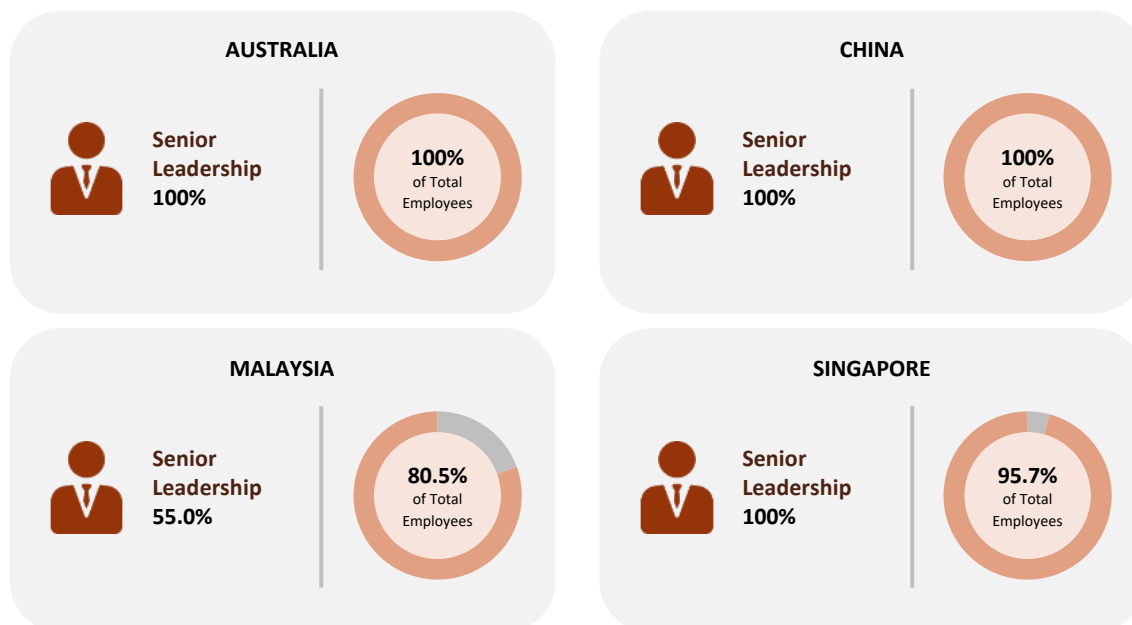 AUSTRALIA
Senior
Leadership
100%
100%
of Total
Employees
CHINA
Senior
Leadership
100%
100%
of Total
Employees
MALAYSIA
Senior
Leadership
55.0%
80.5%
of Total
Employees
SINGAPORE
Senior
Leadership
100%
95.7%
of Total
Employees